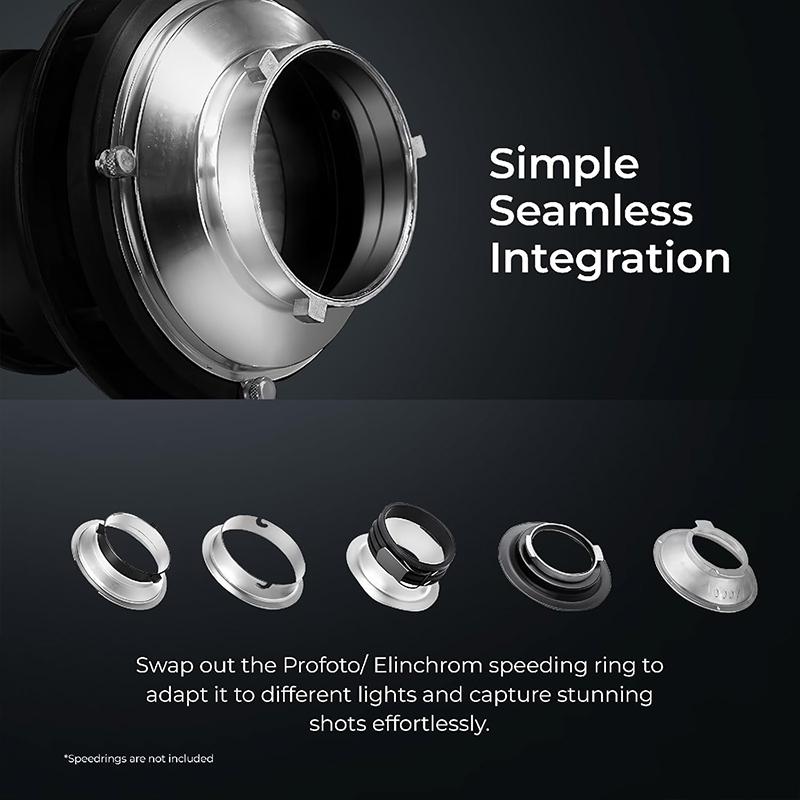 Simple
Seamless
Integration
Swap out the Profoto/ Elinchrom speeding ring to
adapt it to different lights and capture stunning
shots effortlessly.
*Speedrings are not included